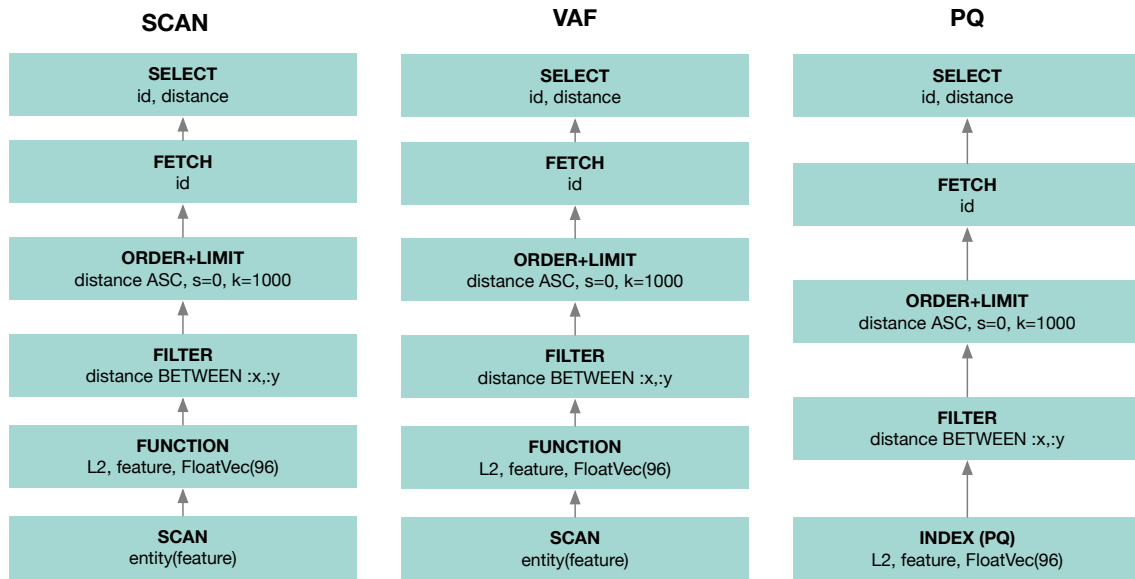 SCAN
SELECT
id, distance
FETCH
id
ORDER+LIMIT
distance ASC, s=0, k=1000
FILTER
distance BETWEEN :x,:y
FUNCTION
L2, feature, FloatVec(96)
SCAN
entity(feature)
VAF
SELECT
id, distance
FETCH
id
ORDER+LIMIT
distance ASC, s=0, k=1000
FILTER
distance BETWEEN :x,:y
FUNCTION
L2, feature, FloatVec(96)
SCAN
entity(feature)
PQ
SELECT
id, distance
FETCH
id
ORDER+LIMIT
distance ASC, s=0, k=1000
FILTER
distance BETWEEN :x,:y
INDEX (PQ)
L2, feature, FloatVec(96)